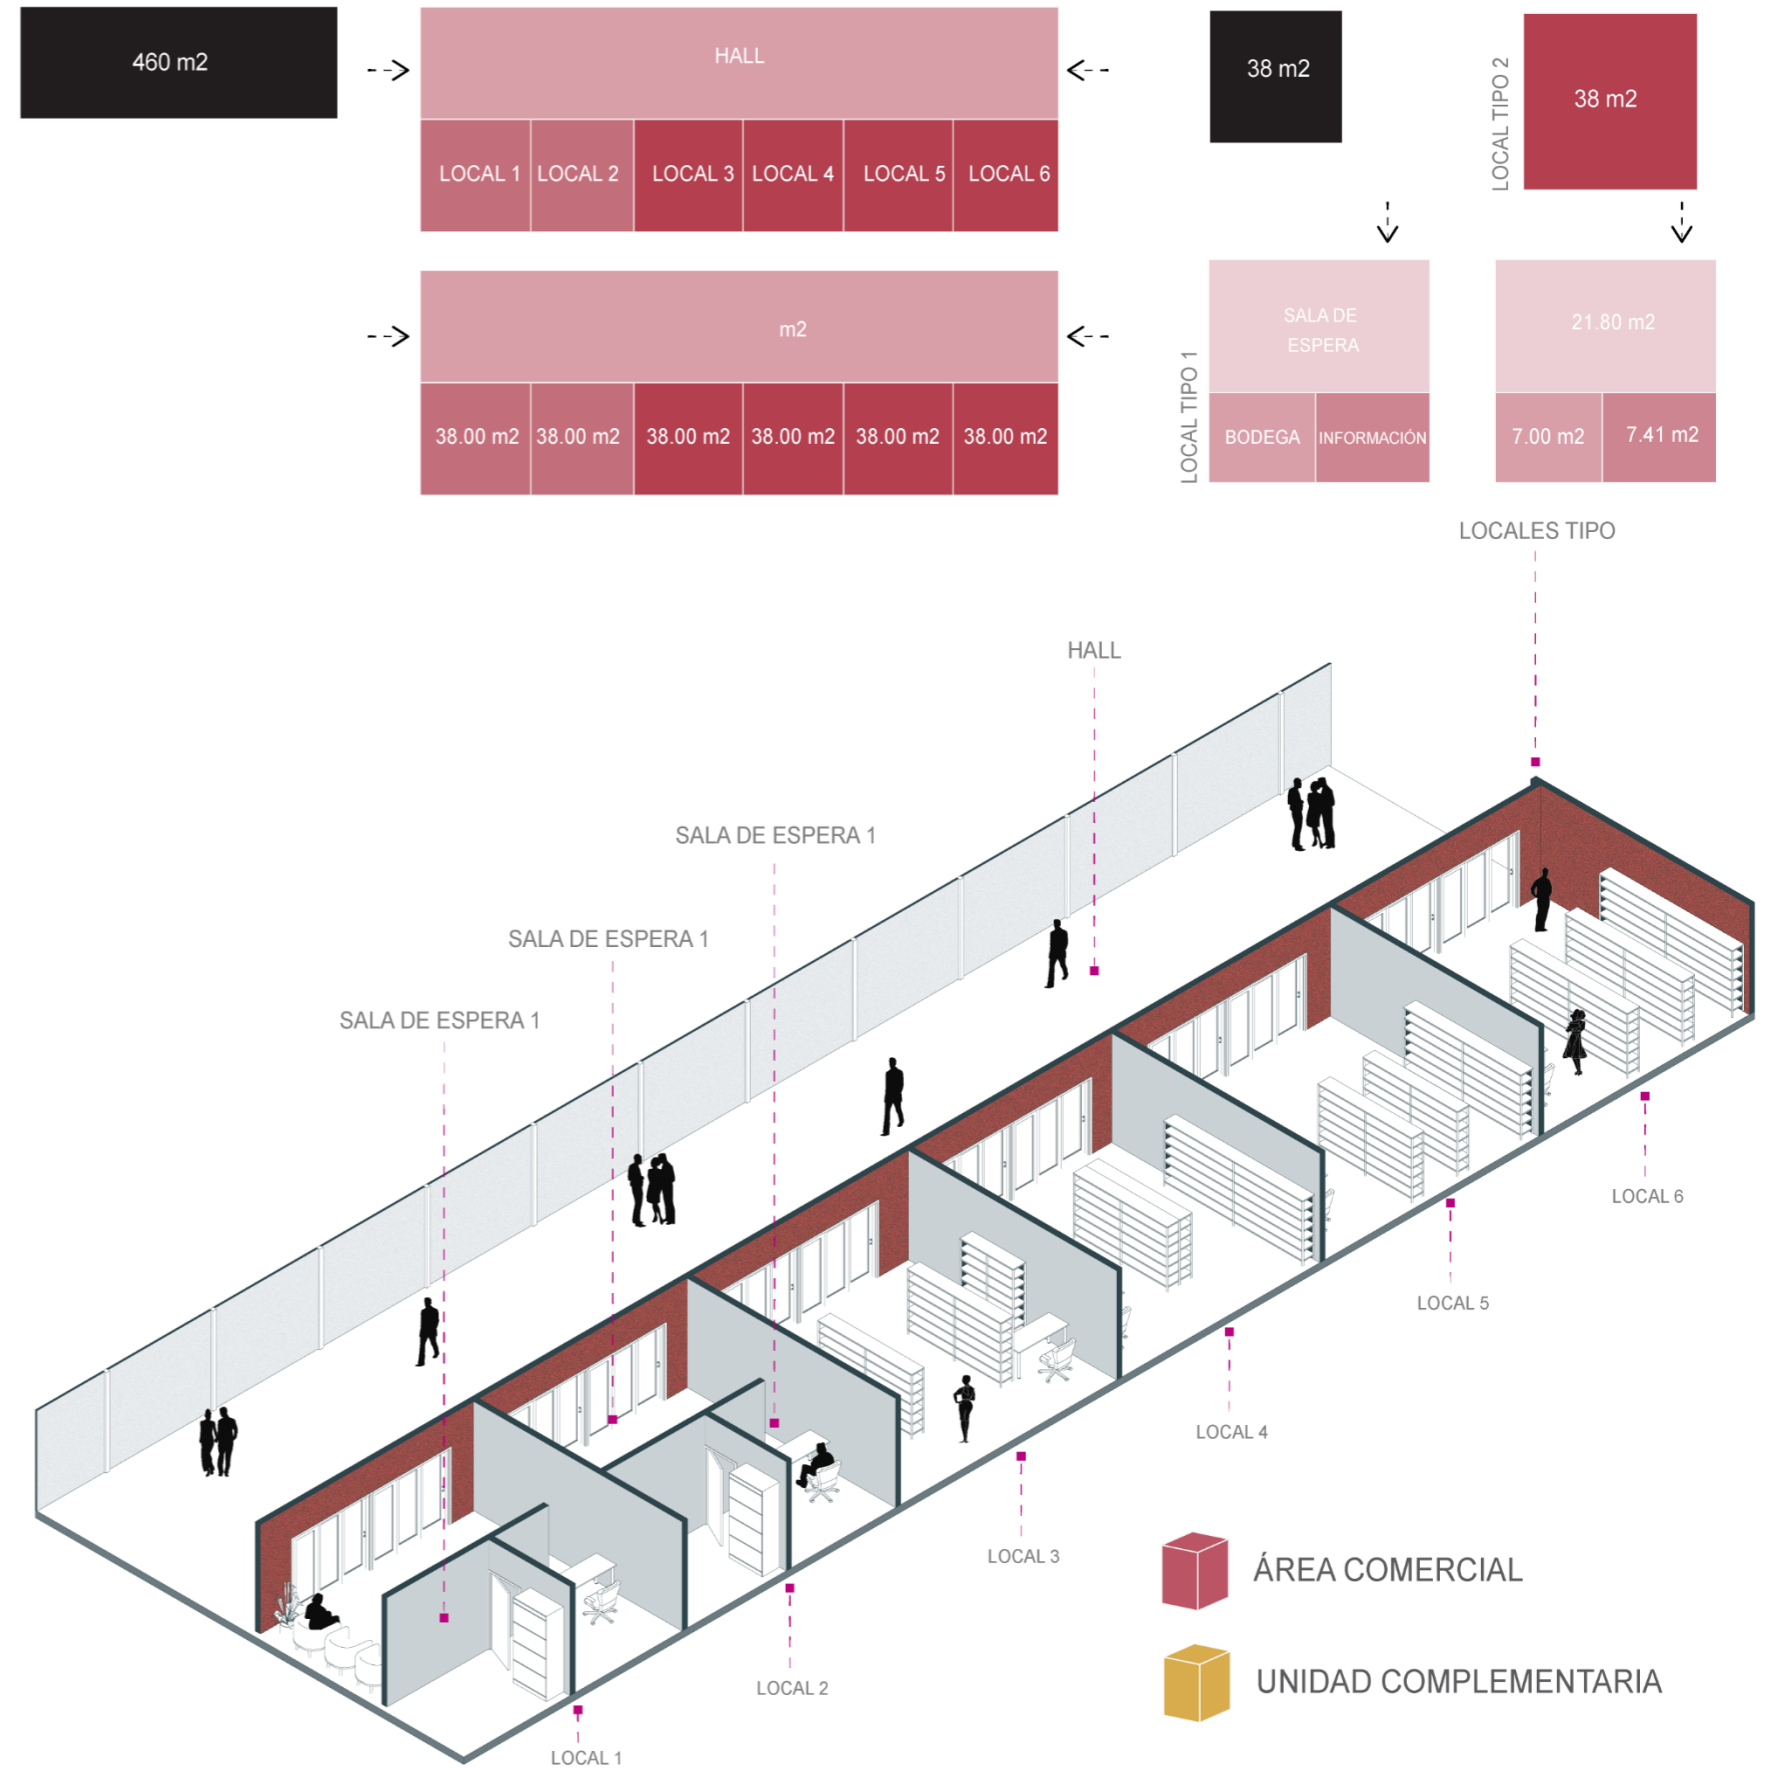 460 m2
HALL
LOCAL 1
LOCAL 2
LOCAL 3
LOCAL 4
LOCAL 5
LOCAL 6
38 m2
LOCAL TIPO 2
38 m2
m2
38.00 m2
38.00 m2
38.00 m2
38.00 m2
38.00 m2
38.00 m2
LOCAL TIPO 1
SALA DE
ESPERA
BODEGA
INFORMACIÓN
21.80 m2
7.00 m2
7.41 m2
LOCALES TIPO
HALL
SALA DE ESPERA 1
SALA DE ESPERA 1
SALA DE ESPERA 1
LOCAL 6
LOCAL 5
LOCAL 4
LOCAL 3
LOCAL 2
LOCAL 1
ÁREA COMERCIAL
UNIDAD COMPLEMENTARIA